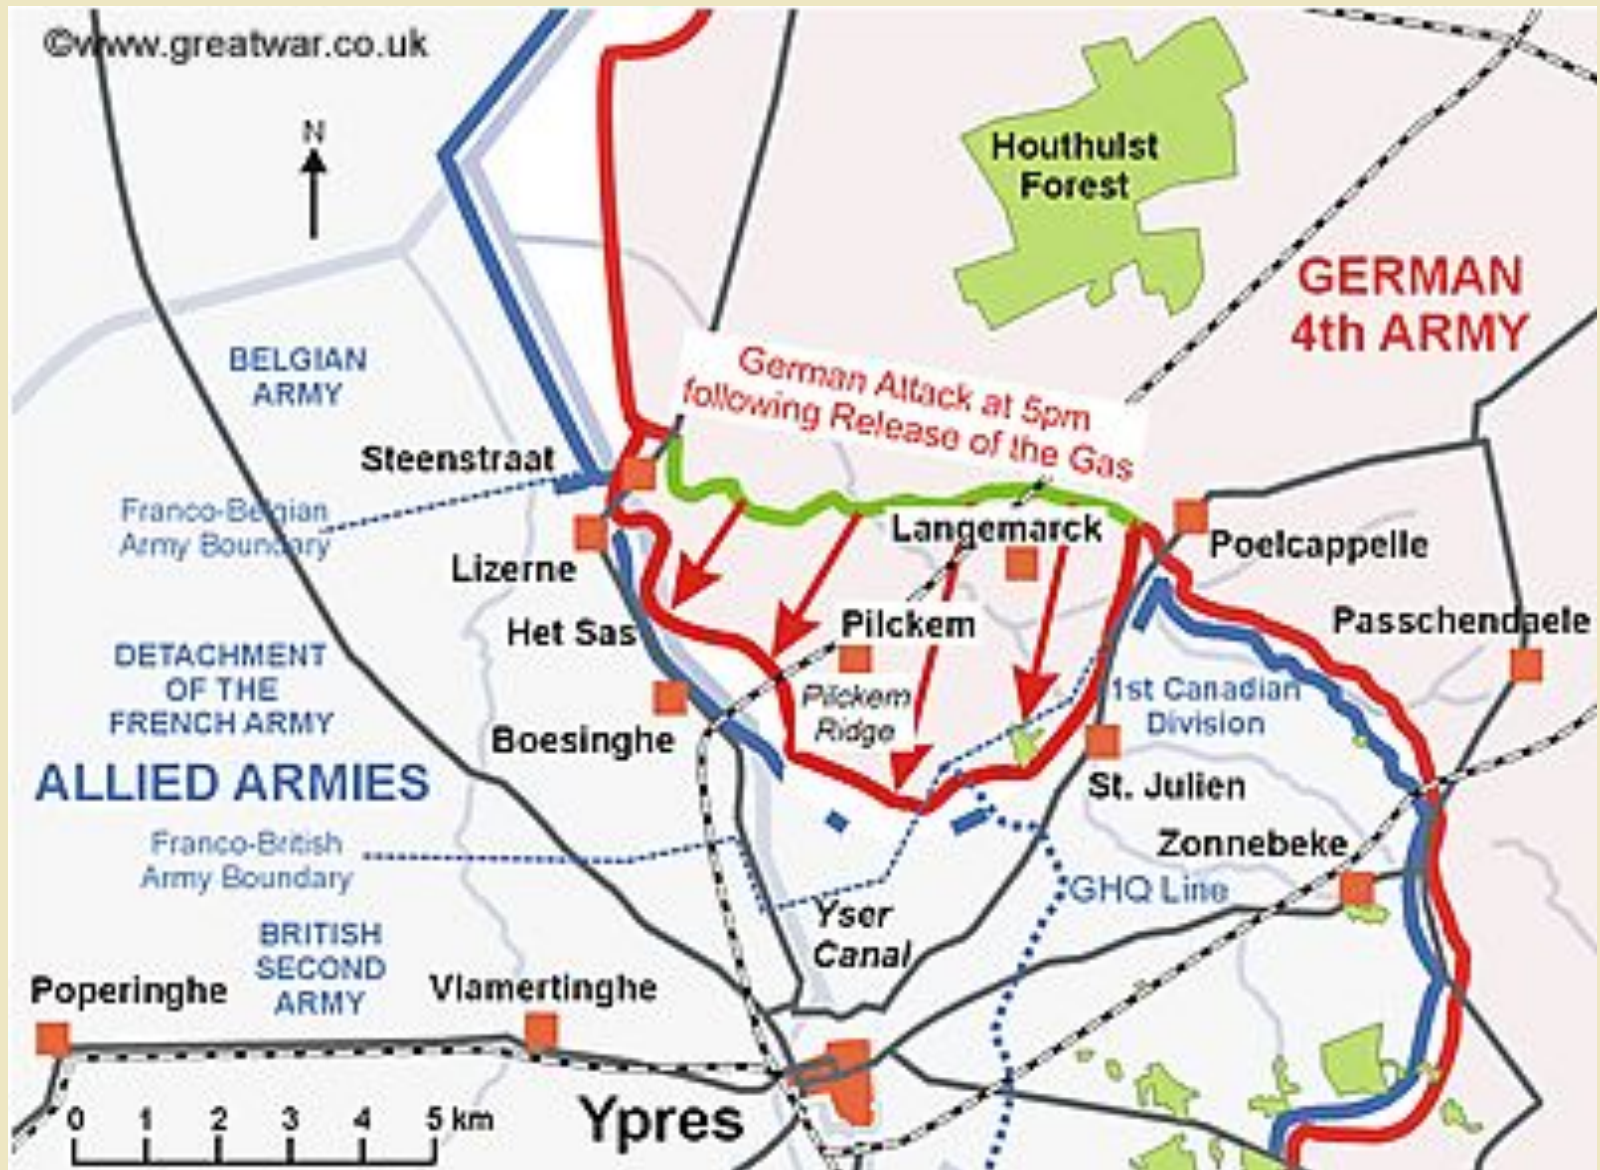 ©www.greatwar.co.uk
N
Houthulst
Forest
GERMAN
4th ARMY
BELGIAN
ARMY
German Attack at 5pm
following Release of the Gas
Steenstraat
Franco-Belgian
Army Boundary
Langemarck
Poelcappelle
Lizerne
Het Sas
Pilckem
Passchendaele
DETACHMENT
OF THE
FRENCH ARMY
Pilckem
Ridge
1st Canadian
Division
Boesinghe
ALLIED ARMIES
St. Julien
Franco-British
Army Boundary
Zonnebeke
GHQ Line
Yser
Canal
BRITISH
SECOND
ARMY
Poperinghe
Vlamertinghe
Ypres
0 1 2 3 4 5 km